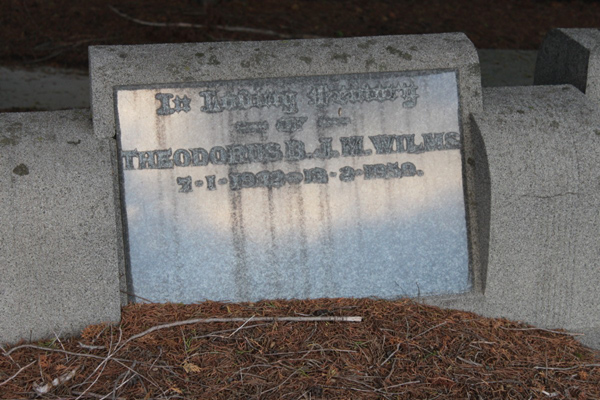 In Loving Memory
OF
THEODORUS B. J. M. WILMS